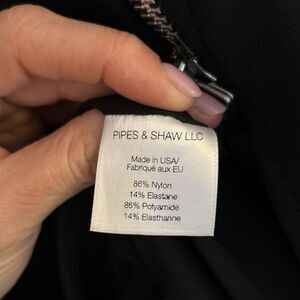 PIPES & SHAW LLC
Made in USA/
Fabriqué aux EU
86% Nylon
14% Elastane
86% Polyamide
14% Elasthanne